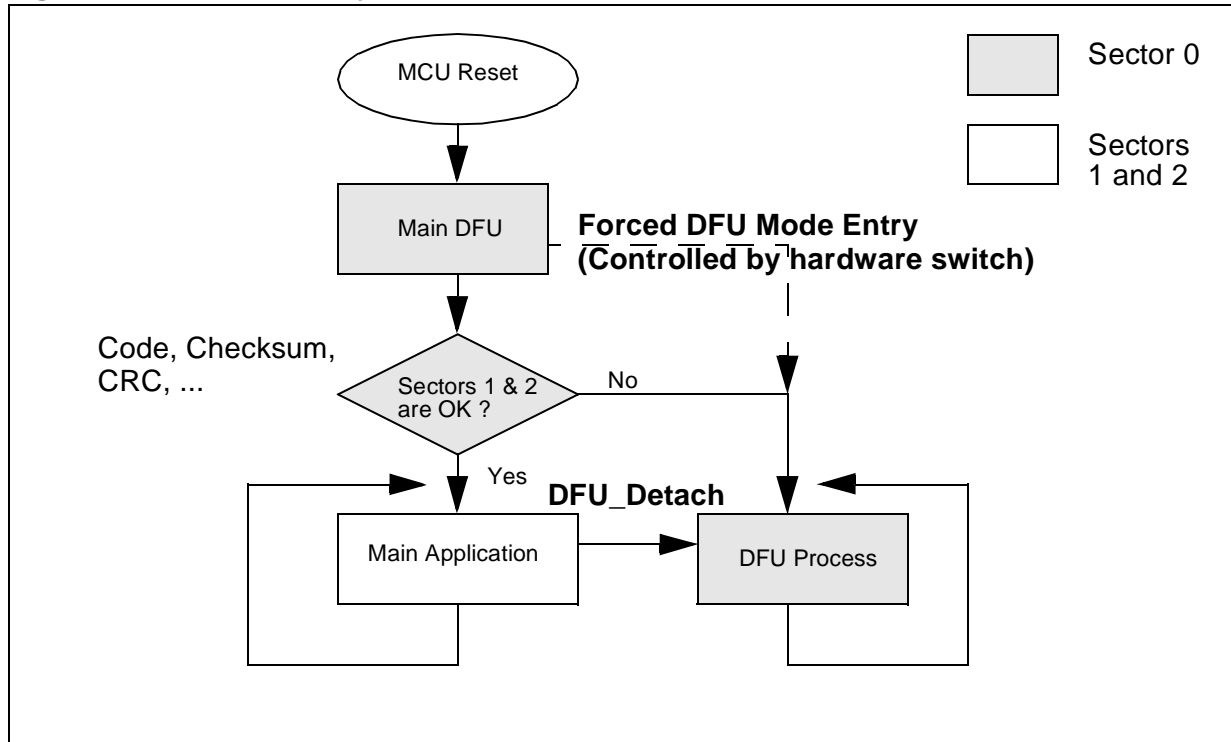 MCU Reset
Sector 0
Sectors
1 and 2
Main DFU
Forced DFU Mode Entry
(Controlled by hardware switch)
Code, Checksum,
CRC, ...
Sectors 1 & 2
are OK ?
No
Yes
DFU_Detach
Main Application
DFU Process